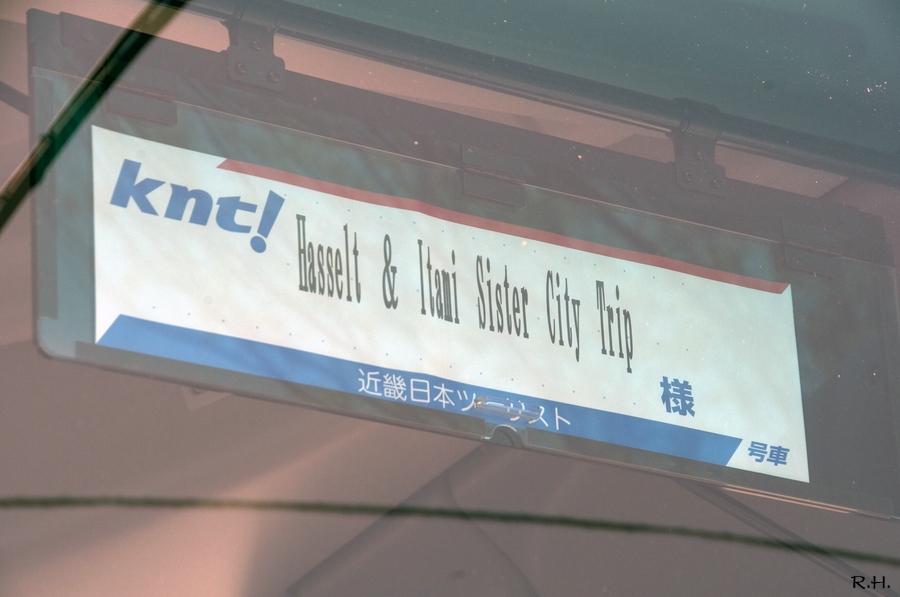 knt!
Hasselt & Itami Sister City Trip
様
近畿日本ツーリスト
号車
R.H.